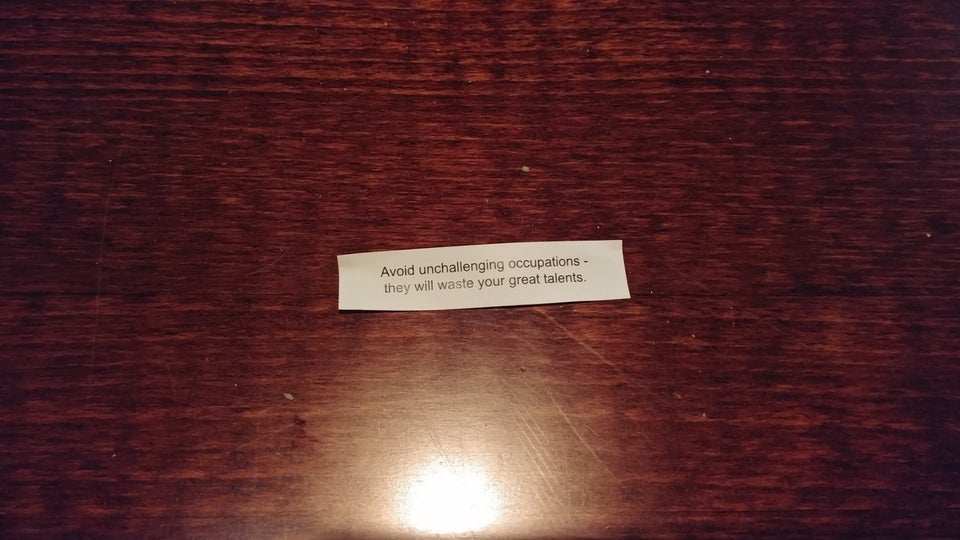 Avoid unchallenging occupations -
they will waste your great talents.